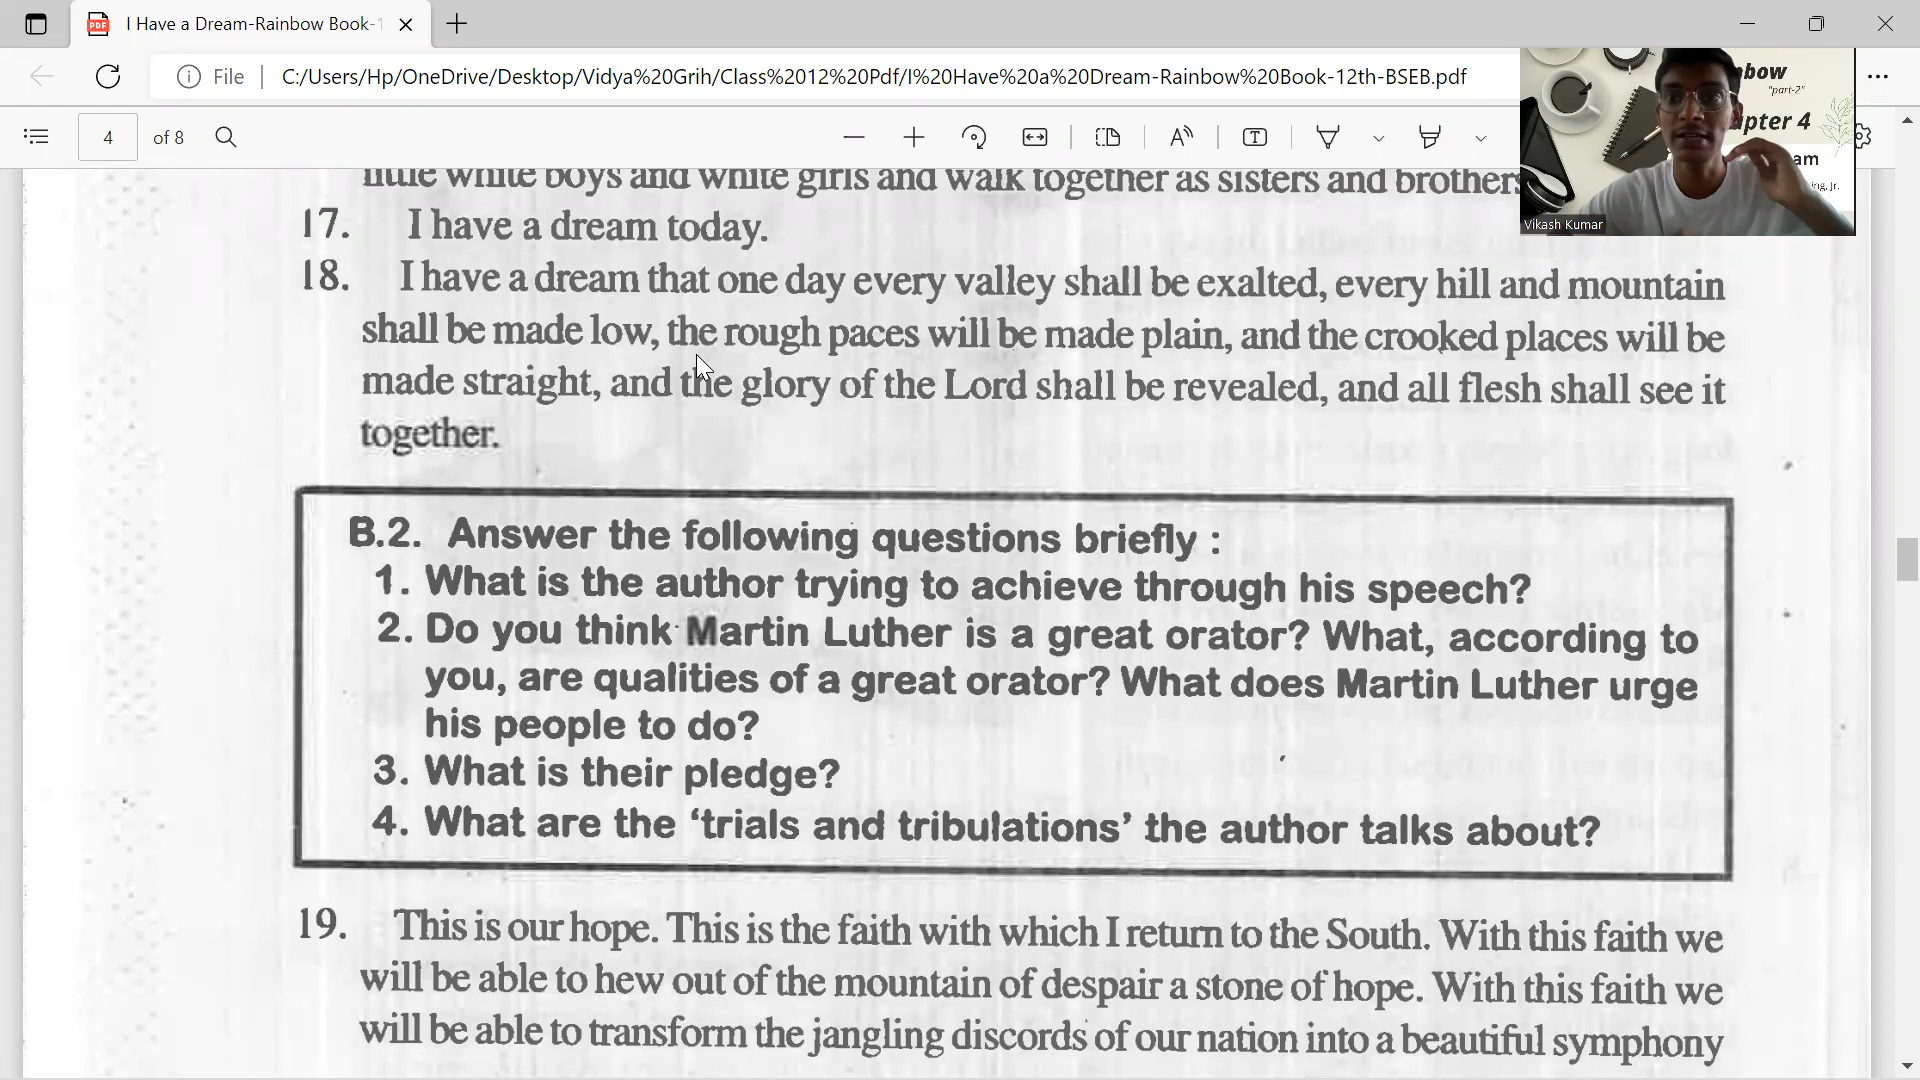 I Have a Dream-Rainbow Book-1
File
C:/Users/Hp/OneDrive/Desktop/Vidya%20Grih/Class%2012%20Pdf/I%20Have%20a%20Dream-Rainbow%20Book-12th-BSEB.pdf
4 of 8
bow
"part-2"
pter 4
am
ing, Jr.
Vikash Kumar
little white boys and white girls and walk together as sisters and brothers
17. I have a dream today.
18. I have a dream that one day every valley shall be exalted, every hill and mountain
shall be made low, the rough paces will be made plain, and the crooked places will be
made straight, and the glory of the Lord shall be revealed, and all flesh shall see it
together.
B.2. Answer the following questions briefly :
1. What is the author trying to achieve through his speech?
2. Do you think Martin Luther is a great orator? What, according to
you, are qualities of a great orator? What does Martin Luther urge
his people to do?
3. What is their pledge?
4. What are the ‘trials and tribulations’ the author talks about?
19. This is our hope. This is the faith with which I return to the South. With this faith we
will be able to hew out of the mountain of despair a stone of hope. With this faith we
will be able to transform the jangling discords of our nation into a beautiful symphony